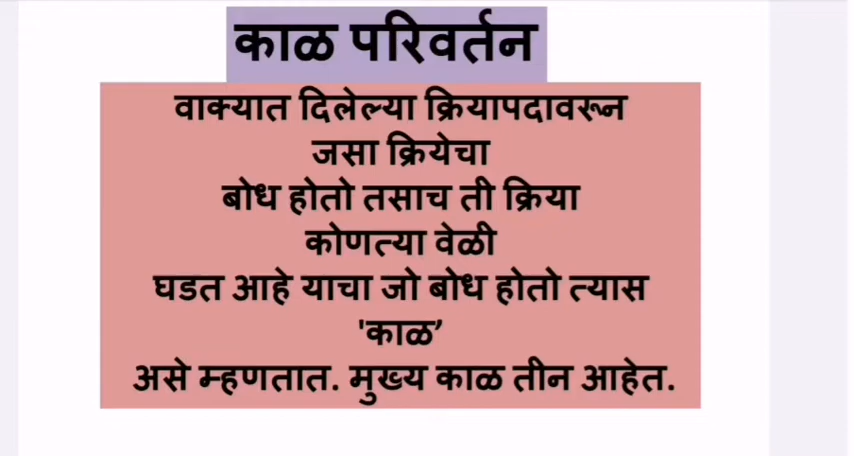 काळ परिवर्तन
वाक्यात दिलेल्या क्रियापदावरून
जसा क्रियेचा
बोध होतो तसाच ती क्रिया
कोणत्या वेळी
घडत आहे याचा जो बोध होतो त्यास
'काळ’
असे म्हणतात. मुख्य काळ तीन आहेत.